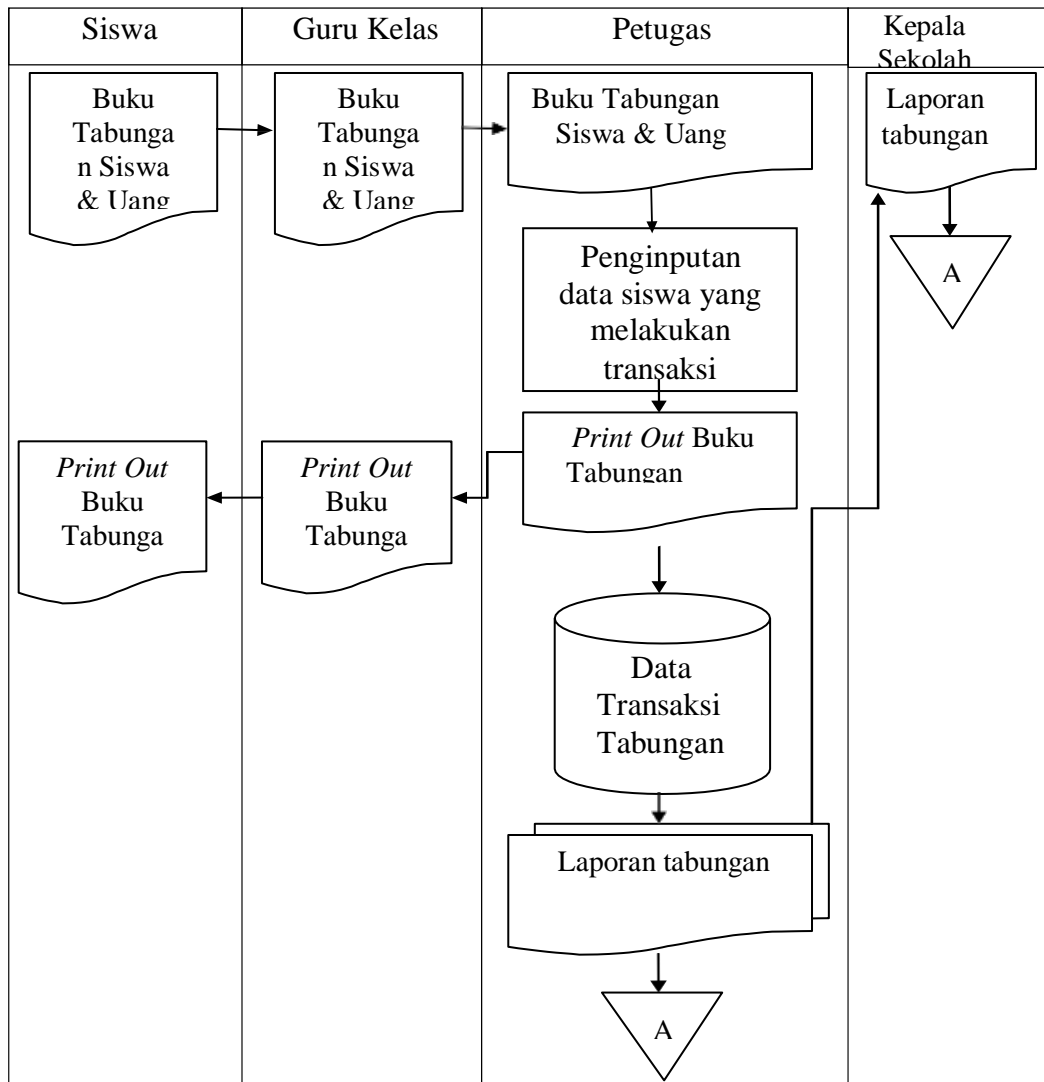 Siswa
Guru Kelas
Petugas
Kepala
Sekolah
Buku
Tabunga
n Siswa
& Uang
Buku
Tabunga
n Siswa
& Uang
Buku Tabungan
Siswa & Uang
Laporan
tabungan
A
Penginputan
data siswa yang
melakukan
transaksi
Print Out
Buku
Tabunga
Print Out
Buku
Tabunga
Print Out Buku
Tabungan
Data
Transaksi
Tabungan
Laporan tabungan
A